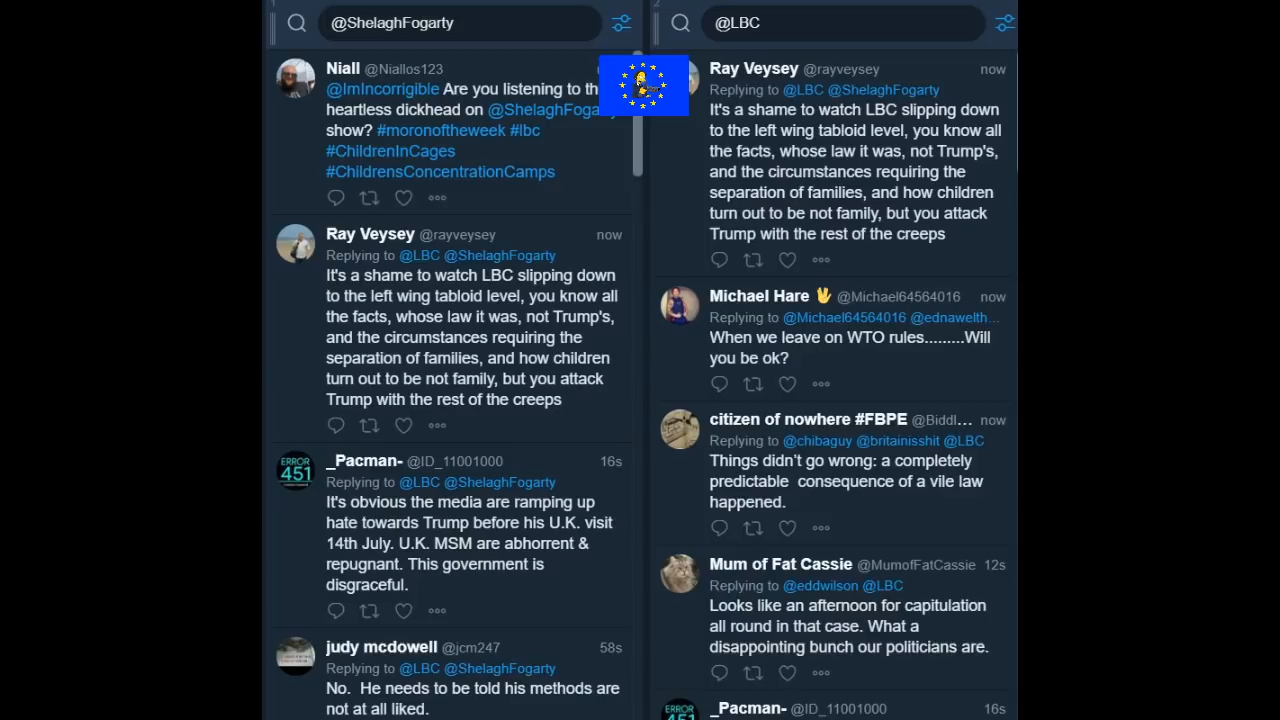 1
@ShelaghFogarty
Niall @Niallos123
@ImIncorrigible Are you listening to th
heartless dickhead on @ShelaghFoga
show? #moronoftheweek #lbc
#ChildrenInCages
#ChildrensConcentrationCamps
Ray Veysey @rayveysey now
Replying to @LBC @ShelaghFogarty
It's a shame to watch LBC slipping down
to the left wing tabloid level, you know all
the facts, whose law it was, not Trump's,
and the circumstances requiring the
separation of families, and how children
turn out to be not family, but you attack
Trump with the rest of the creeps
_Pacman- @ID_11001000 16s
ERROR
451
Replying to @LBC @ShelaghFogarty
It's obvious the media are ramping up
hate towards Trump before his U.K. visit
14th July. U.K. MSM are abhorrent &
repugnant. This government is
disgraceful.
judy mcdowell @jcm247 58s
Replying to @LBC @ShelaghFogarty
No.  He needs to be told his methods are
not at all liked.
2
@LBC
Ray Veysey @rayveysey now
Replying to @LBC @ShelaghFogarty
It's a shame to watch LBC slipping down
to the left wing tabloid level, you know all
the facts, whose law it was, not Trump's,
and the circumstances requiring the
separation of families, and how children
turn out to be not family, but you attack
Trump with the rest of the creeps
Michael Hare 🖖 @Michael64564016 now
Replying to @Michael64564016 @ednawelth...
When we leave on WTO rules.........Will
you be ok?
citizen of nowhere #FBPE @Biddl... now
Replying to @chibaguy @britainisshit @LBC
Things didn't go wrong: a completely
predictable  consequence of a vile law
happened.
Mum of Fat Cassie @MumofFatCassie 12s
Replying to @eddwilson @LBC
Looks like an afternoon for capitulation
all round in that case. What a
disappointing bunch our politicians are.
_Pacman- @ID_11001000 16s
ERROR